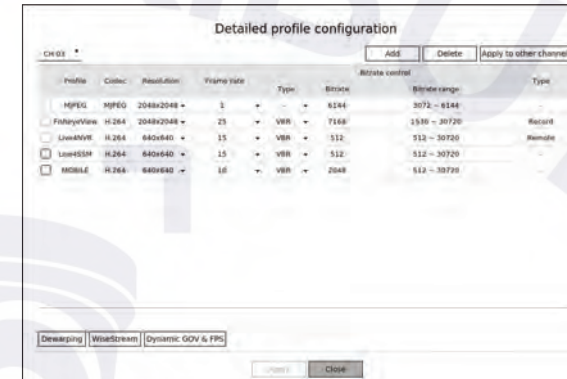 Detailed profile configuration
CH 03
Add Delete Apply to other channel
Profile Codec Resolution Frame rate Bitrate control Type
Type Bitrate Bitrate range
MJPEG MJPEG 2048x2048 1 - 6144 3072 ~ 6144 -
FisheyeView H.264 2048x2048 25 VBR 7168 1536 ~ 30720 Record
Live4NVR H.264 640x640 15 VBR 512 512 ~ 30720 Remote
Live4SSM H.264 640x640 15 VBR 512 512 ~ 30720 -
MOBILE H.264 640x640 10 VBR 2048 512 ~ 30720 -
Dewarping WiseStream Dynamic GOV & FPS
Apply Close